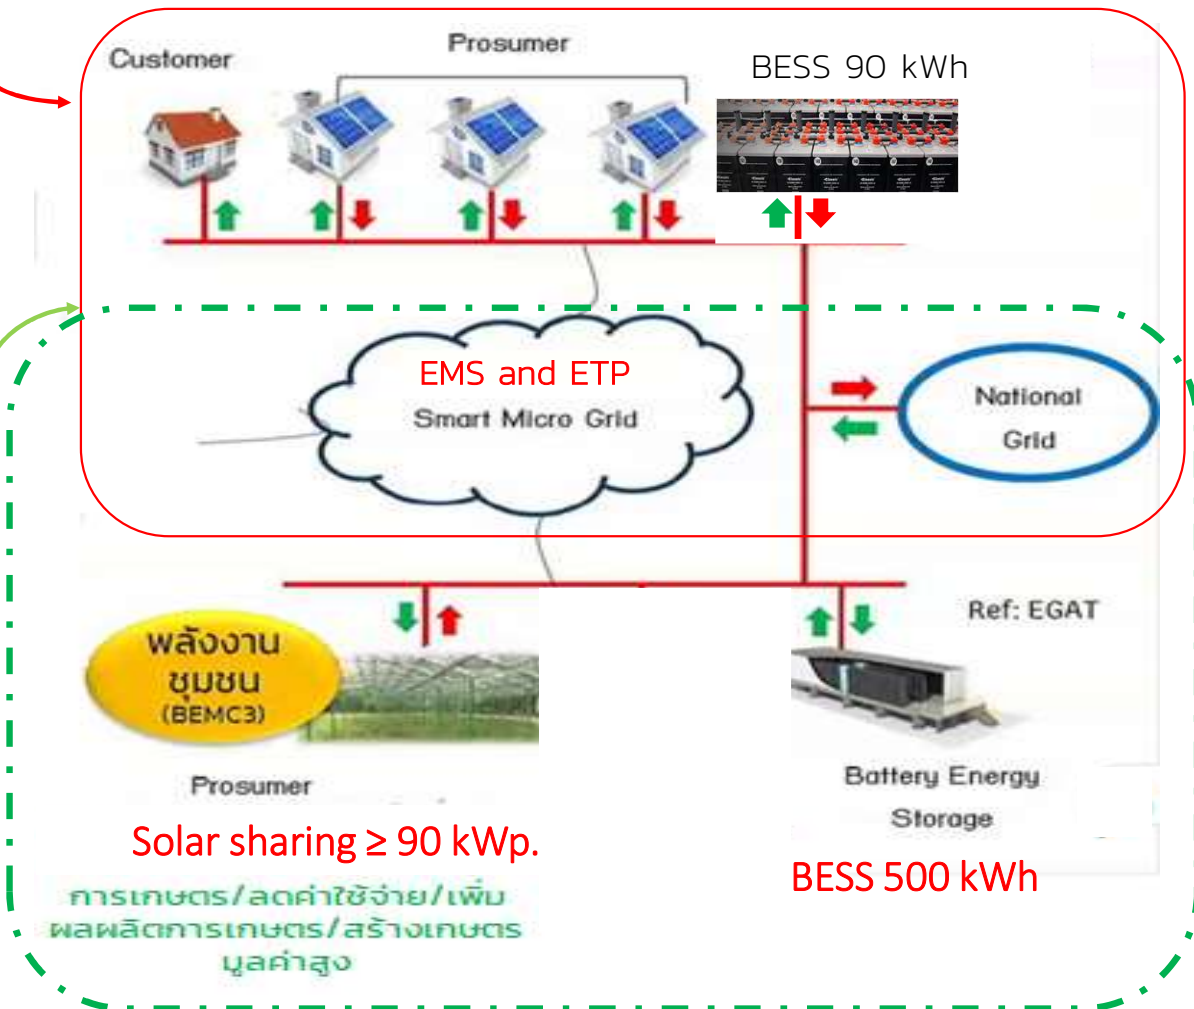 Customer
Prosumer
BESS 90 kWh
EMS and ETP
Smart Micro Grid
National
Grid
พลังงาน
ชุมชน
(BEMC3)
Ref: EGAT
Prosumer
Battery Energy
Storage
Solar sharing ≥ 90 kWp.
BESS 500 kWh
การเกษตร/ลดค่าใช้จ่าย/เพิ่ม
ผลผลิตการเกษตร/สร้างเกษตร
มูลค่าสูง